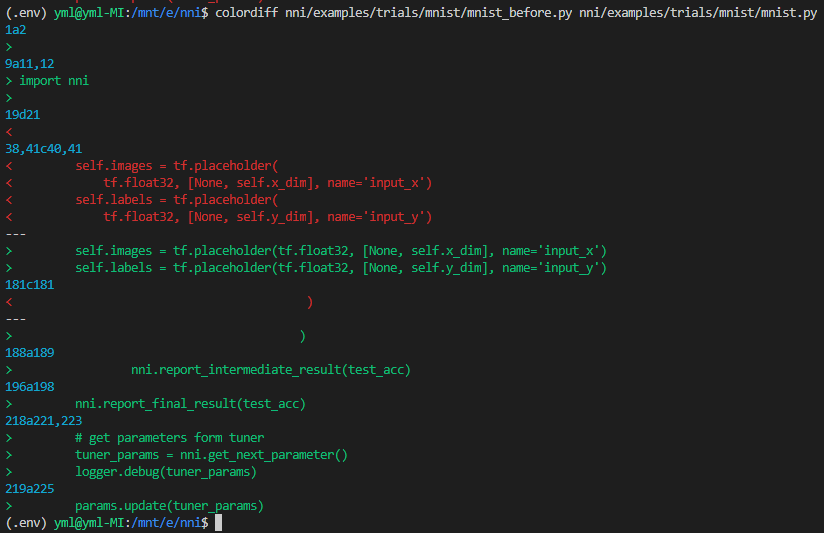 (.env) yml@yml-MI:/mnt/e/nni$ colordiff nni/examples/trials/mnist/mnist_before.py nni/examples/trials/mnist/mnist.py
1a2
>
9a11,12
> import nni
>
19d21
<
38,41c40,41
<         self.images = tf.placeholder(
<             tf.float32, [None, self.x_dim], name='input_x')
<         self.labels = tf.placeholder(
<             tf.float32, [None, self.y_dim], name='input_y')
---
>         self.images = tf.placeholder(tf.float32, [None, self.x_dim], name='input_x')
>         self.labels = tf.placeholder(tf.float32, [None, self.y_dim], name='input_y')
181c181
<                                          )
---
>                                         )
188a189
>                 nni.report_intermediate_result(test_acc)
196a198
>         nni.report_final_result(test_acc)
218a221,223
>         # get parameters form tuner
>         tuner_params = nni.get_next_parameter()
>         logger.debug(tuner_params)
219a225
>         params.update(tuner_params)
(.env) yml@yml-MI:/mnt/e/nni$